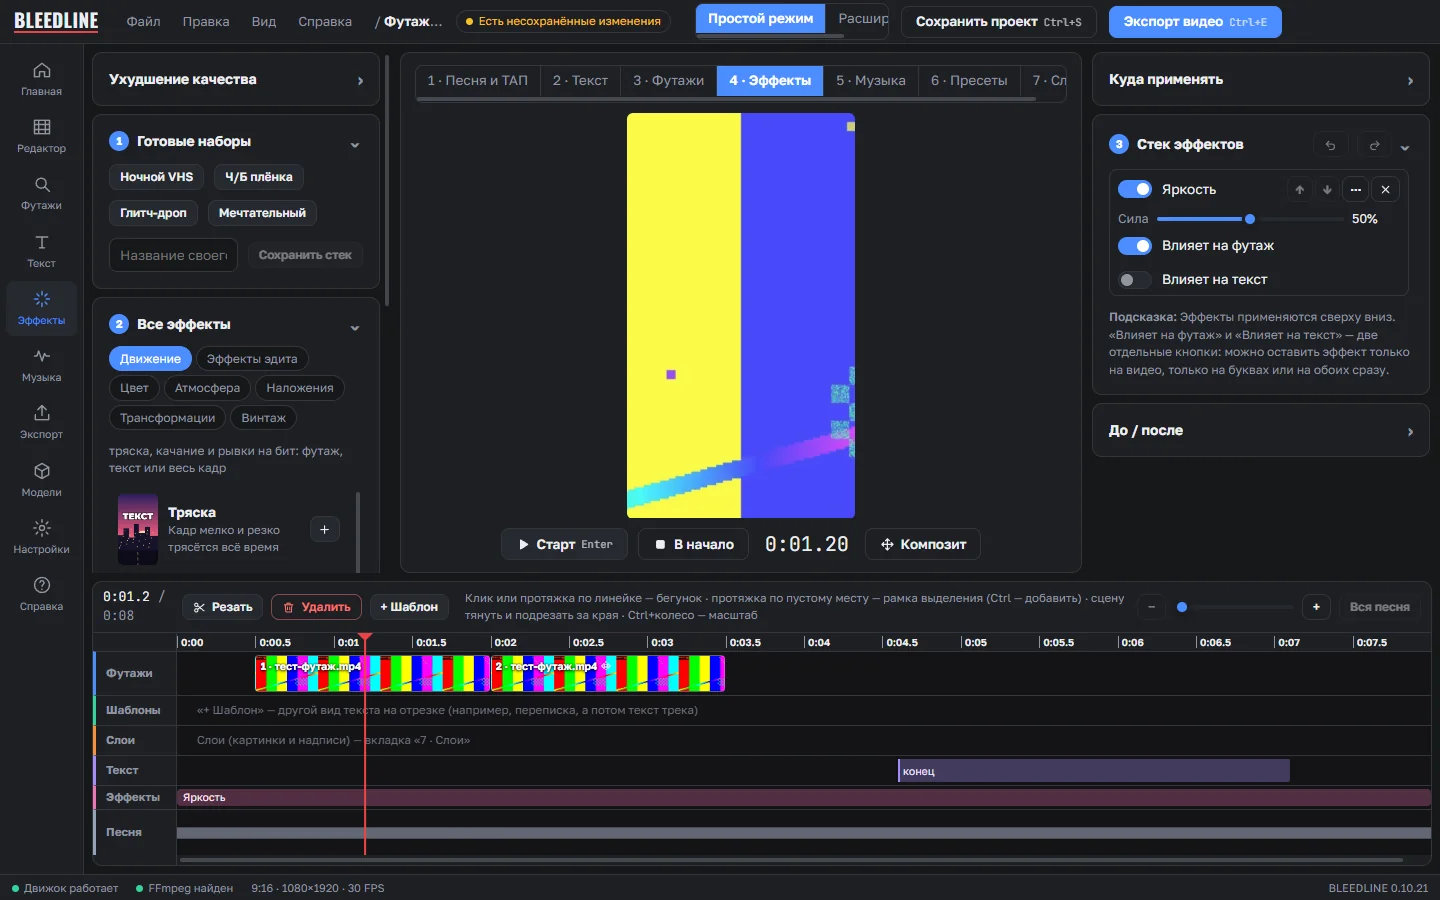 BLEEDLINE Файл Правка Вид Справка / Футаж... Есть несохранённые изменения Простой режим Расшир Сохранить проект Ctrl+S Экспорт видео Ctrl+E
Главная
Редактор
Футажи
Текст
Эффекты
Музыка
Экспорт
Модели
Настройки
Справка
Ухудшение качества
1 Готовые наборы
Ночной VHS Ч/Б плёнка
Глитч-дроп Мечтательный
Название своего Сохранить стек
2 Все эффекты
Движение Эффекты эдита
Цвет Атмосфера Наложения
Трансформации Винтаж
тряска, качание и рывки на бит: футаж,
текст или весь кадр
ТЕКСТ
Тряска
Кадр мелко и резко
трясётся всё время
+
1 · Песня и ТАП 2 · Текст 3 · Футажи 4 · Эффекты 5 · Музыка 6 · Пресеты 7 · Сл
Старт Enter В начало 0:01.20 Композит
Куда применять
3 Стек эффектов
Яркость
Сила 50%
Влияет на футаж
Влияет на текст
Подсказка: Эффекты применяются сверху вниз.
«Влияет на футаж» и «Влияет на текст» — две
отдельные кнопки: можно оставить эффект только
на видео, только на буквах или на обоих сразу.
До / после
0:01.2 /
0:08
Резать Удалить + Шаблон
Клик или протяжка по линейке — бегунок · протяжка по пустому месту — рамка выделения (Ctrl — добавить) · сцену
тянуть и подрезать за края · Ctrl+колесо — масштаб
− + Вся песня
0:00 0:00.5 0:01 0:01.5 0:02 0:02.5 0:03 0:03.5 0:04 0:04.5 0:05 0:05.5 0:06 0:06.5 0:07 0:07.5
Футажи 1 · тест-футаж.mp4 2 · тест-футаж.mp4
Шаблоны «+ Шаблон» — другой вид текста на отрезке (например, переписка, а потом текст трека)
Слои Слои (картинки и надписи) — вкладка «7 · Слои»
Текст конец
Эффекты Яркость
Песня
Движок работает FFmpeg найден 9:16 · 1080×1920 · 30 FPS BLEEDLINE 0.10.21